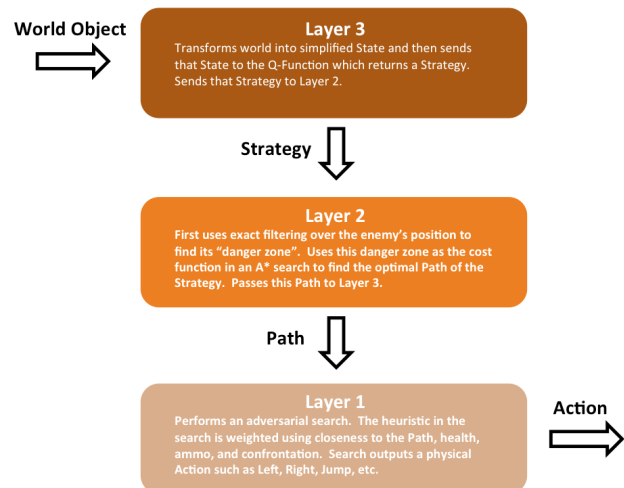 World Object
Layer 3
Transforms world into simplified State and then sends
that State to the Q-Function which returns a Strategy.
Sends that Strategy to Layer 2.
Strategy
Layer 2
First uses exact filtering over the enemy's position to
find its “danger zone”.  Uses this danger zone as the cost
function in an A* search to find the optimal Path of the
Strategy.  Passes this Path to Layer 3.
Path
Layer 1
Performs an adversarial search.  The heuristic in the
search is weighted using closeness to the Path, health,
ammo, and confrontation.  Search outputs a physical
Action such as Left, Right, Jump, etc.
Action